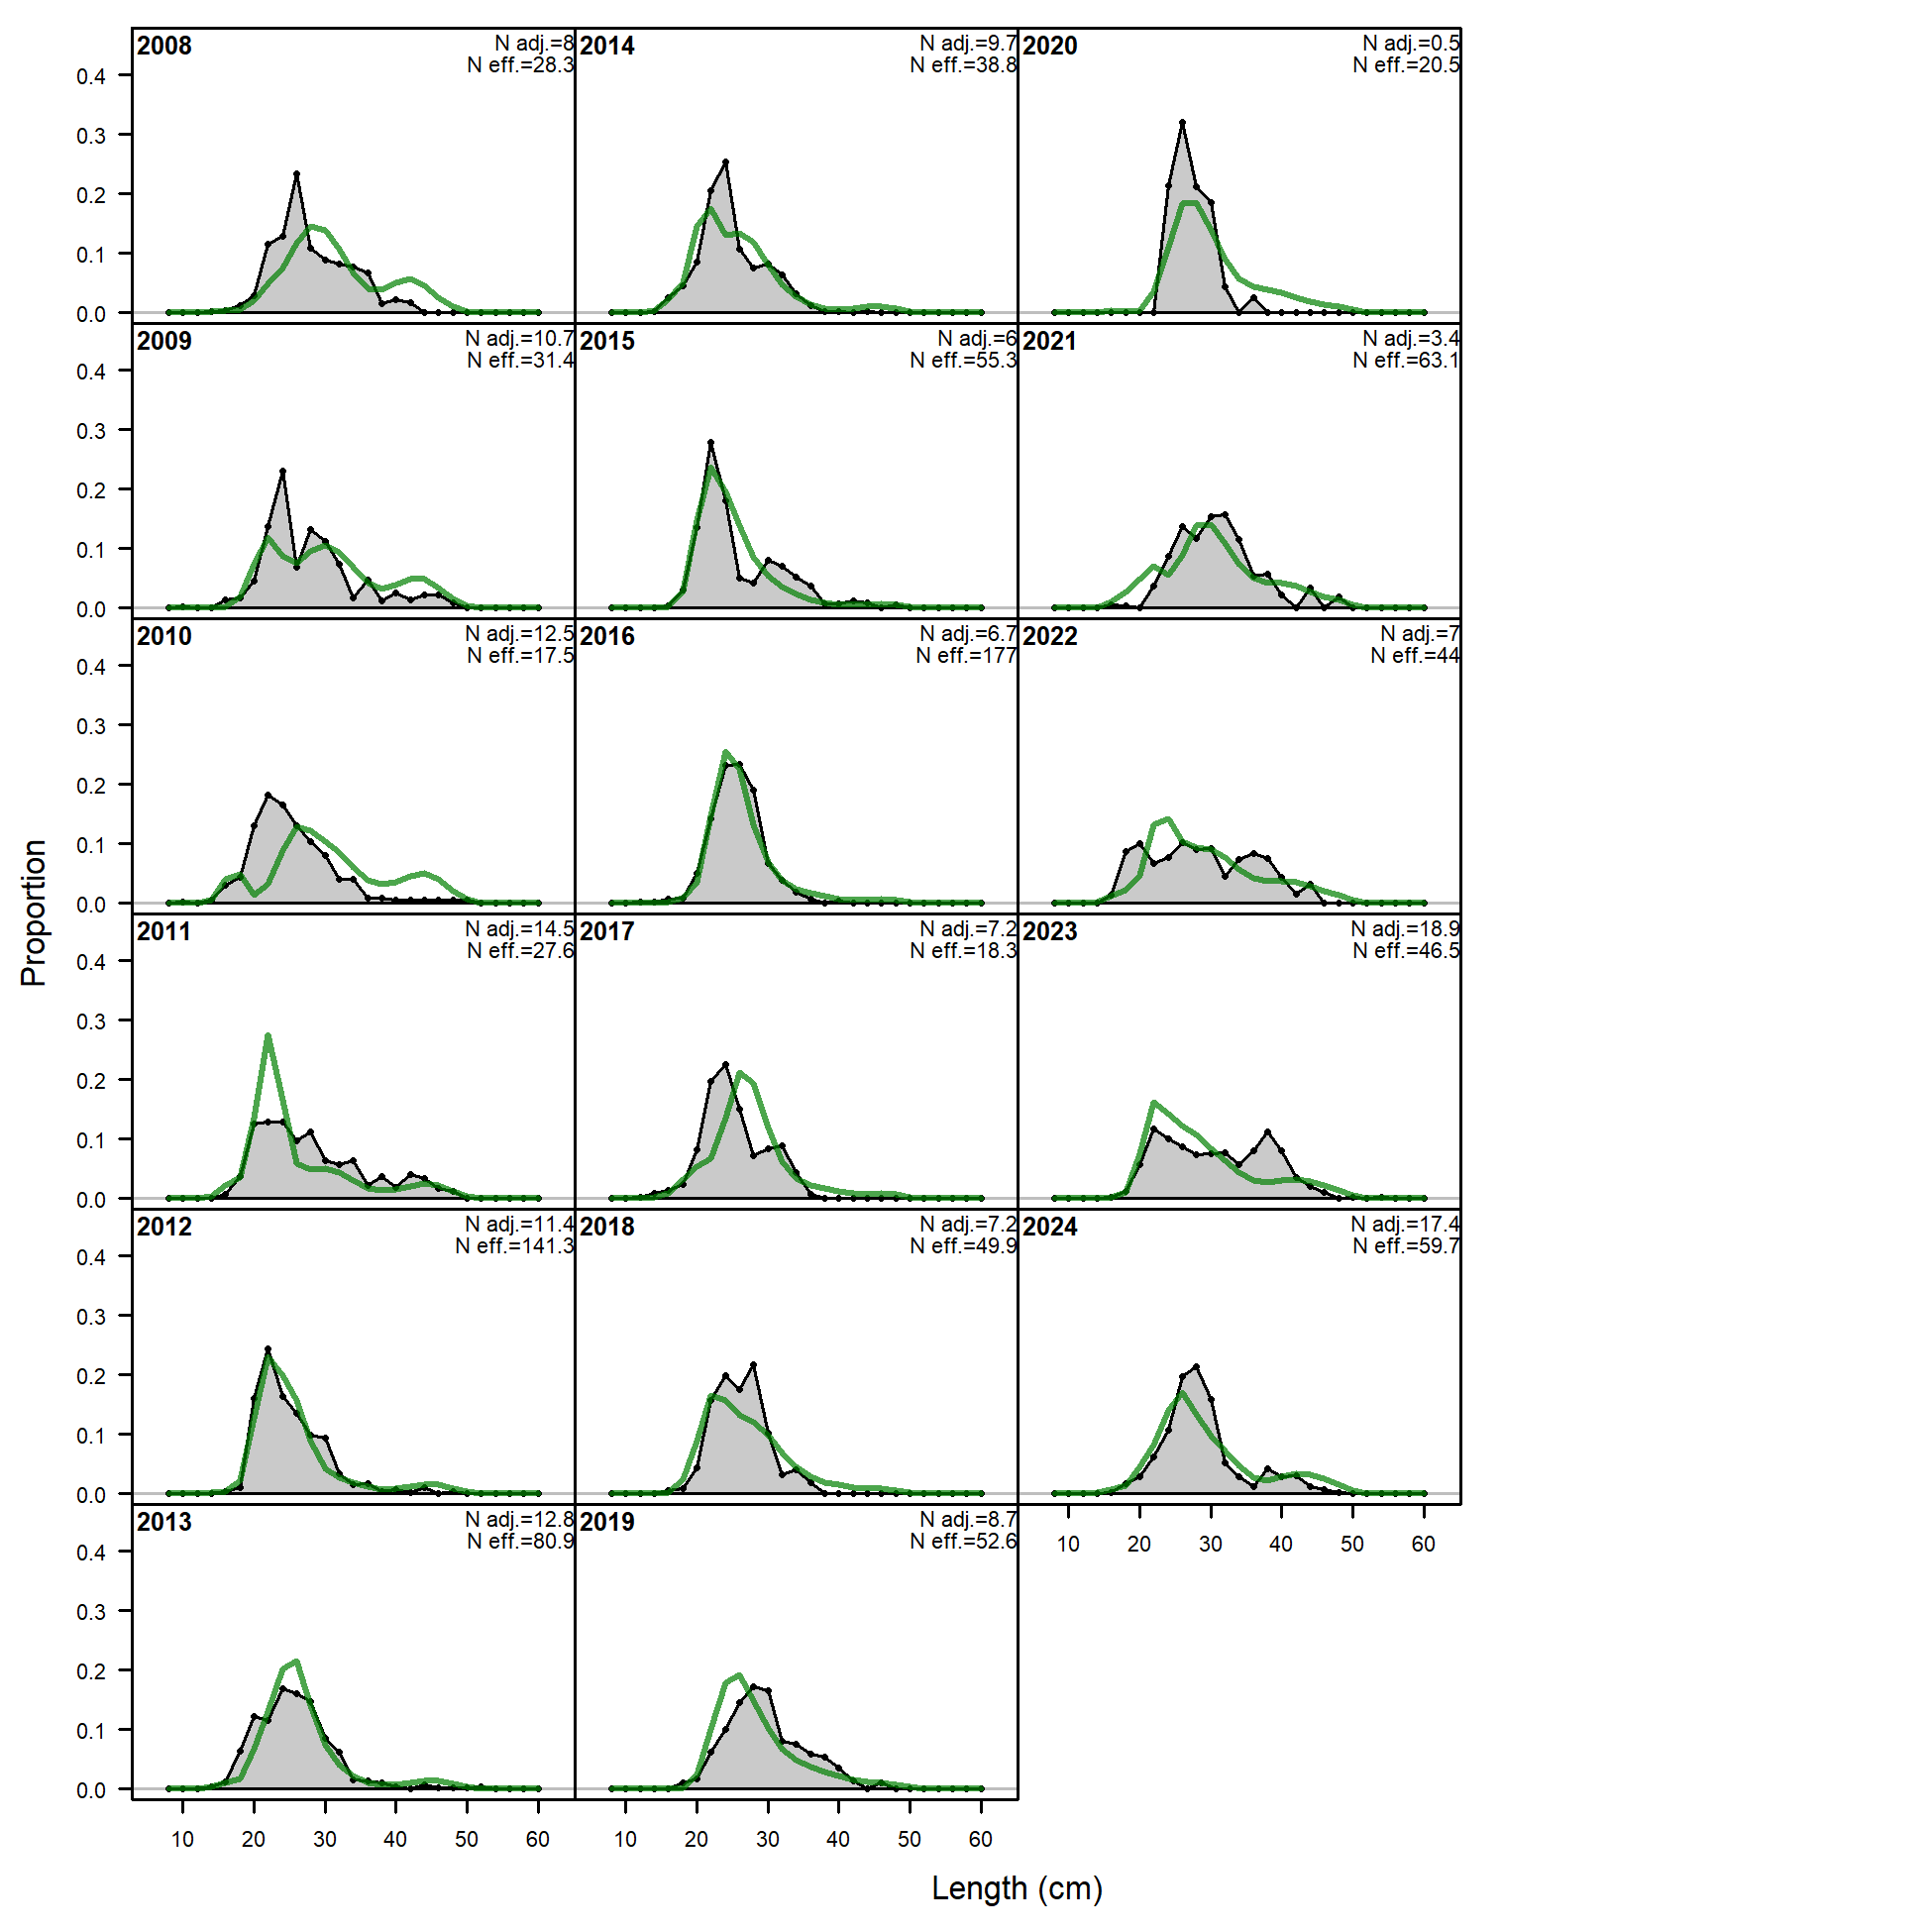 2008
N adj.=8
N eff.=28.3
0.4
0.3
0.2
0.1
0.0
2014
N adj.=9.7
N eff.=38.8
2020
N adj.=0.5
N eff.=20.5
2009
N adj.=10.7
N eff.=31.4
0.4
0.3
0.2
0.1
0.0
2015
N adj.=6
N eff.=55.3
2021
N adj.=3.4
N eff.=63.1
2010
N adj.=12.5
N eff.=17.5
0.4
0.3
0.2
0.1
0.0
2016
N adj.=6.7
N eff.=177
2022
N adj.=7
N eff.=44
Proportion
2011
N adj.=14.5
N eff.=27.6
0.4
0.3
0.2
0.1
0.0
2017
N adj.=7.2
N eff.=18.3
2023
N adj.=18.9
N eff.=46.5
2012
N adj.=11.4
N eff.=141.3
0.4
0.3
0.2
0.1
0.0
2018
N adj.=7.2
N eff.=49.9
2024
N adj.=17.4
N eff.=59.7
10 20 30 40 50 60
2013
N adj.=12.8
N eff.=80.9
0.4
0.3
0.2
0.1
0.0
10 20 30 40 50 60
2019
N adj.=8.7
N eff.=52.6
10 20 30 40 50 60
Length (cm)